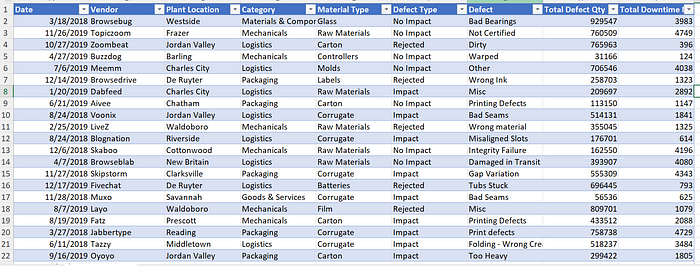 A B C D E F G H I
1 Date Vendor Plant Location Category Material Type Defect Type Defect Total Defect Qty Total Downtime
2 3/18/2018 Browsebug Westside Materials & Compor Glass No Impact Bad Bearings 929547 3983
3 11/26/2019 Topiczoom Frazer Mechanicals Raw Materials No Impact Not Certified 760509 4749
4 10/27/2019 Zoombeat Jordan Valley Logistics Carton Rejected Dirty 765963 396
5 4/27/2019 Buzzdog Barling Mechanicals Controllers No Impact Warped 31166 124
6 7/6/2019 Meemm Charles City Logistics Molds No Impact Other 706546 4038
7 12/14/2019 Browsedrive De Ruyter Packaging Labels Rejected Wrong Ink 258703 1323
8 1/20/2019 Dabfeed Charles City Logistics Raw Materials Impact Misc 209697 2892
9 6/21/2019 Aivee Chatham Packaging Carton No Impact Printing Defects 113150 1147
10 8/24/2018 Voonix Jordan Valley Logistics Corrugate Impact Bad Seams 514131 1841
11 2/25/2019 LiveZ Waldoboro Mechanicals Raw Materials Rejected Wrong material 355045 1325
12 8/24/2018 Blognation Riverside Logistics Corrugate Impact Misaligned Slots 176701 614
13 12/6/2018 Skaboo Cottonwood Mechanicals Raw Materials No Impact Integrity Failure 162550 4196
14 4/7/2018 Browseblab New Britain Logistics Raw Materials No Impact Damaged in Transit 393907 4080
15 11/27/2018 Skipstorm Clarksville Packaging Corrugate Impact Gap Variation 555309 4343
16 12/17/2019 Fivechat De Ruyter Logistics Batteries Rejected Tubs Stuck 696445 793
17 11/28/2018 Muxo Savannah Goods & Services Corrugate Impact Bad Seams 56536 625
18 8/7/2019 Layo Waldoboro Mechanicals Film Rejected Misc 809701 1079
19 8/19/2019 Fatz Prescott Mechanicals Carton Impact Printing Defects 433512 2088
20 3/27/2018 Jabbertype Reading Packaging Corrugate Impact Print defects 758738 4729
21 6/11/2018 Tazzy Middletown Logistics Corrugate Impact Folding - Wrong Cre 518237 3484
22 9/16/2019 Oyoyo Jordan Valley Packaging Carton Impact Too Heavy 299422 1805